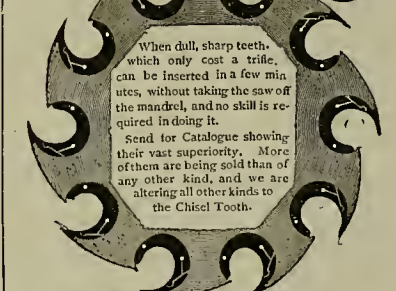 When dull, sharp teeth.
which only cost a trifle,
can be inserted in a few min
utes, without taking the saw off
the mandrel, and no skill is re-
quired in doing it.
Send for Catalogue showing
their vast superiority. More
of them are being sold than of
any other kind, and we are
altering all other kinds to
the Chisel Tooth.